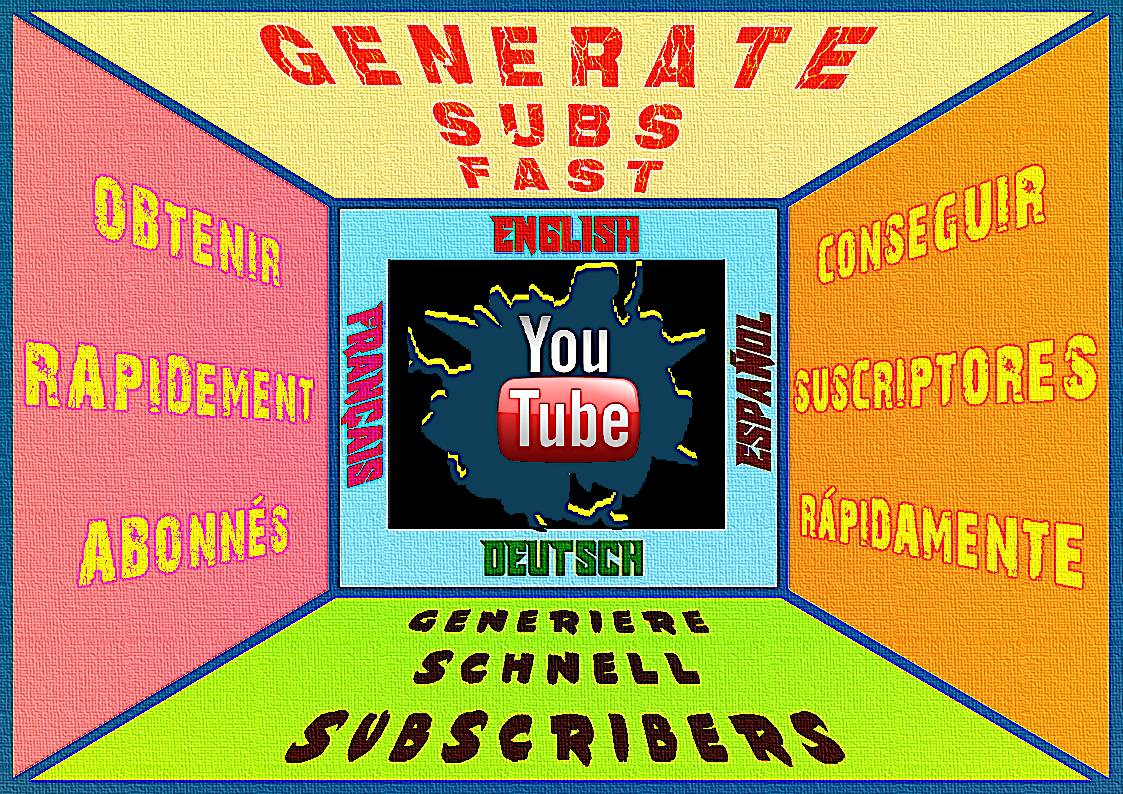 GENERATE
SUBS
FAST
OBTENIR
RAPIDEMENT
ABONNÉS
ENGLISH
FRANÇAIS
You
Tube
ESPAÑOL
DEUTSCH
CONSEGUIR
SUSCRIPTORES
RÁPIDAMENTE
GENERIERE
SCHNELL
SUBSCRIBERS